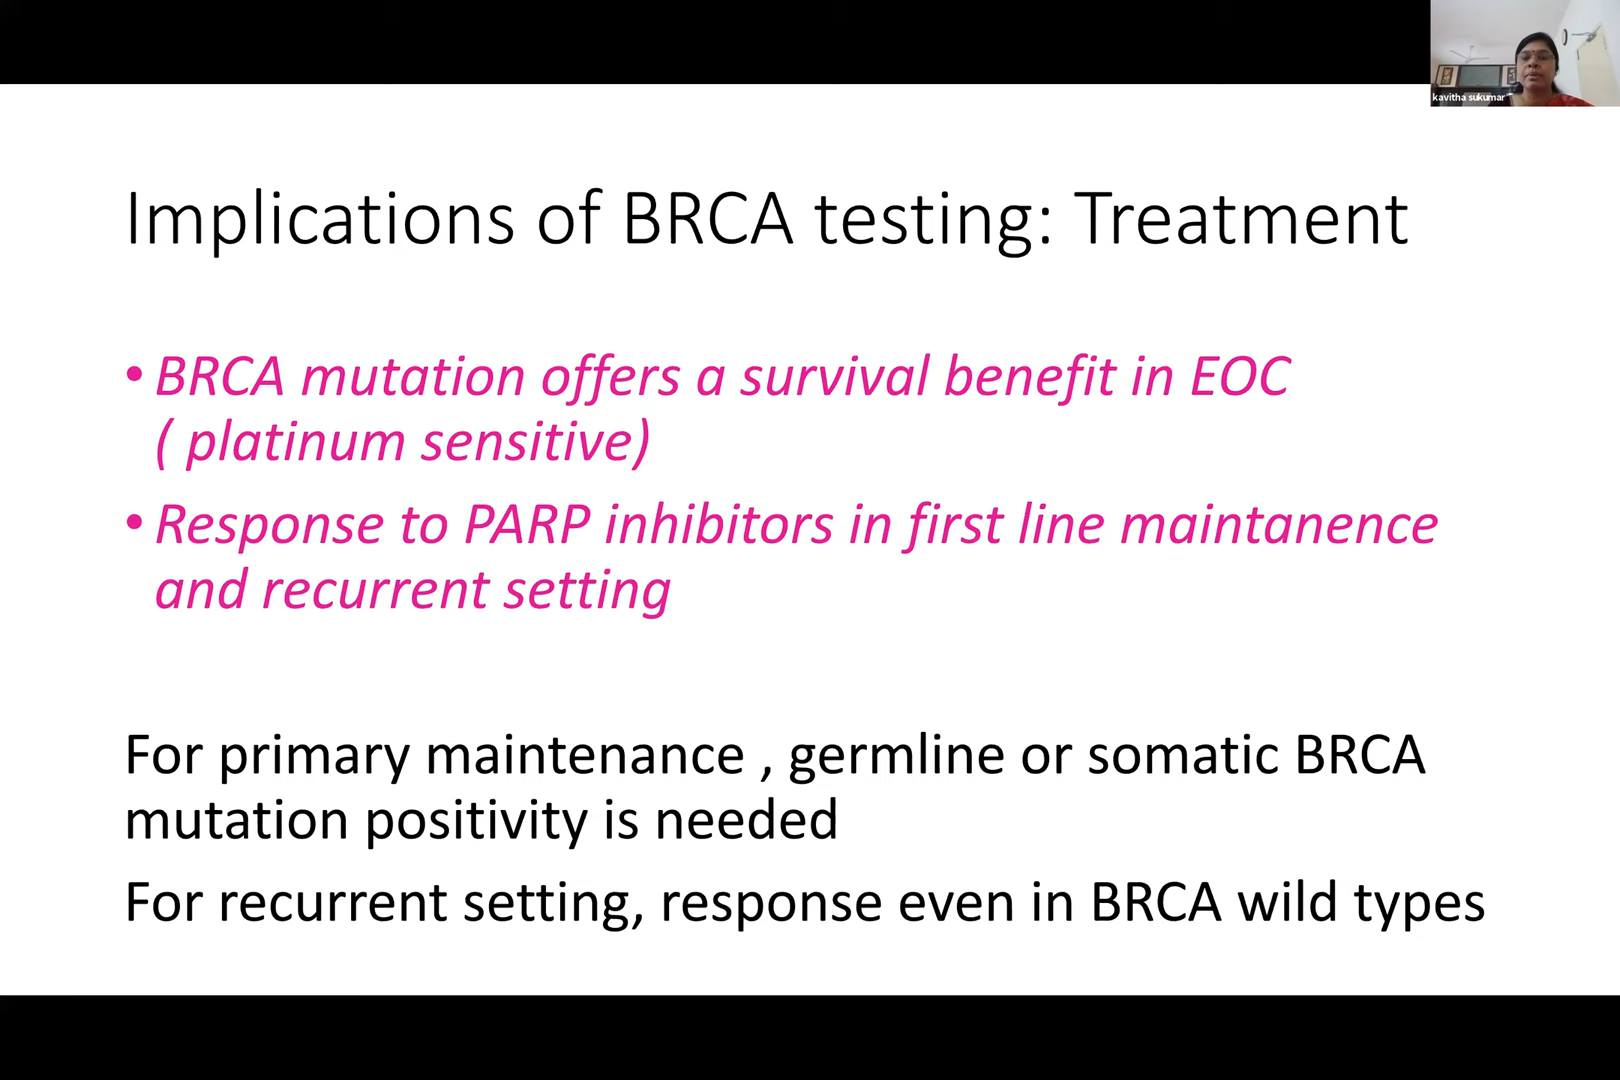 kavitha sukumar
Implications of BRCA testing: Treatment
• BRCA mutation offers a survival benefit in EOC
( platinum sensitive)
• Response to PARP inhibitors in first line maintanence
and recurrent setting
For primary maintenance , germline or somatic BRCA
mutation positivity is needed
For recurrent setting, response even in BRCA wild types